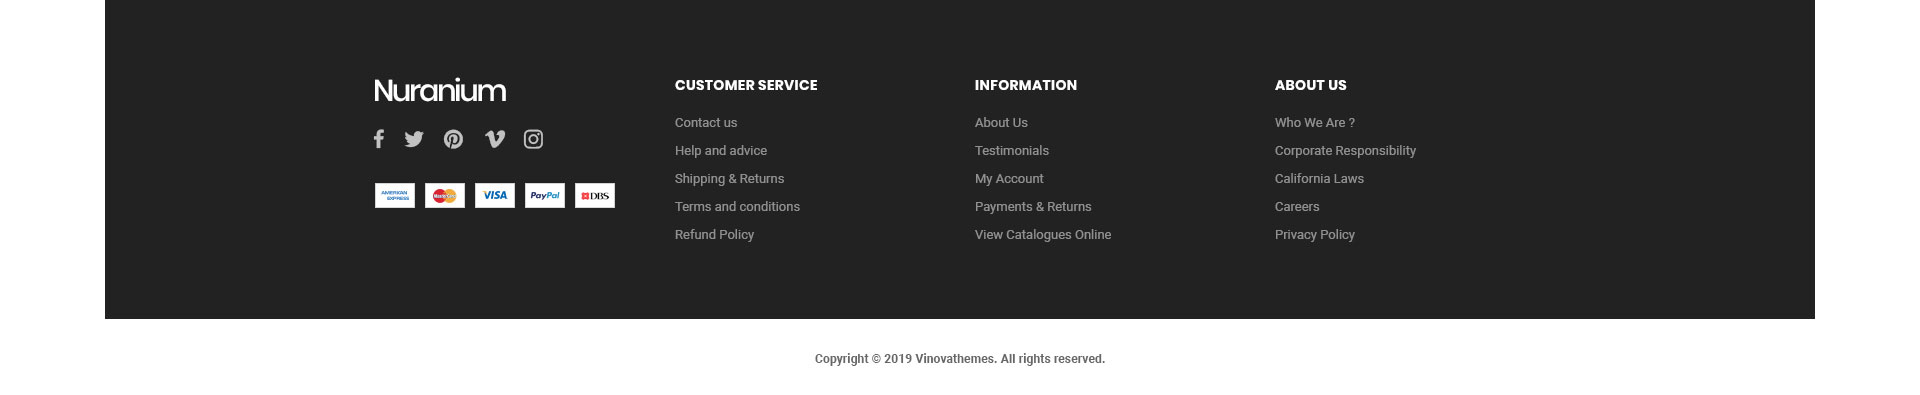 Nuranium
AMERICAN
EXPRESS
MasterCard
VISA
PayPal
DBS
CUSTOMER SERVICE
Contact us
Help and advice
Shipping & Returns
Terms and conditions
Refund Policy
INFORMATION
About Us
Testimonials
My Account
Payments & Returns
View Catalogues Online
ABOUT US
Who We Are ?
Corporate Responsibility
California Laws
Careers
Privacy Policy
Copyright © 2019 Vinovathemes. All rights reserved.